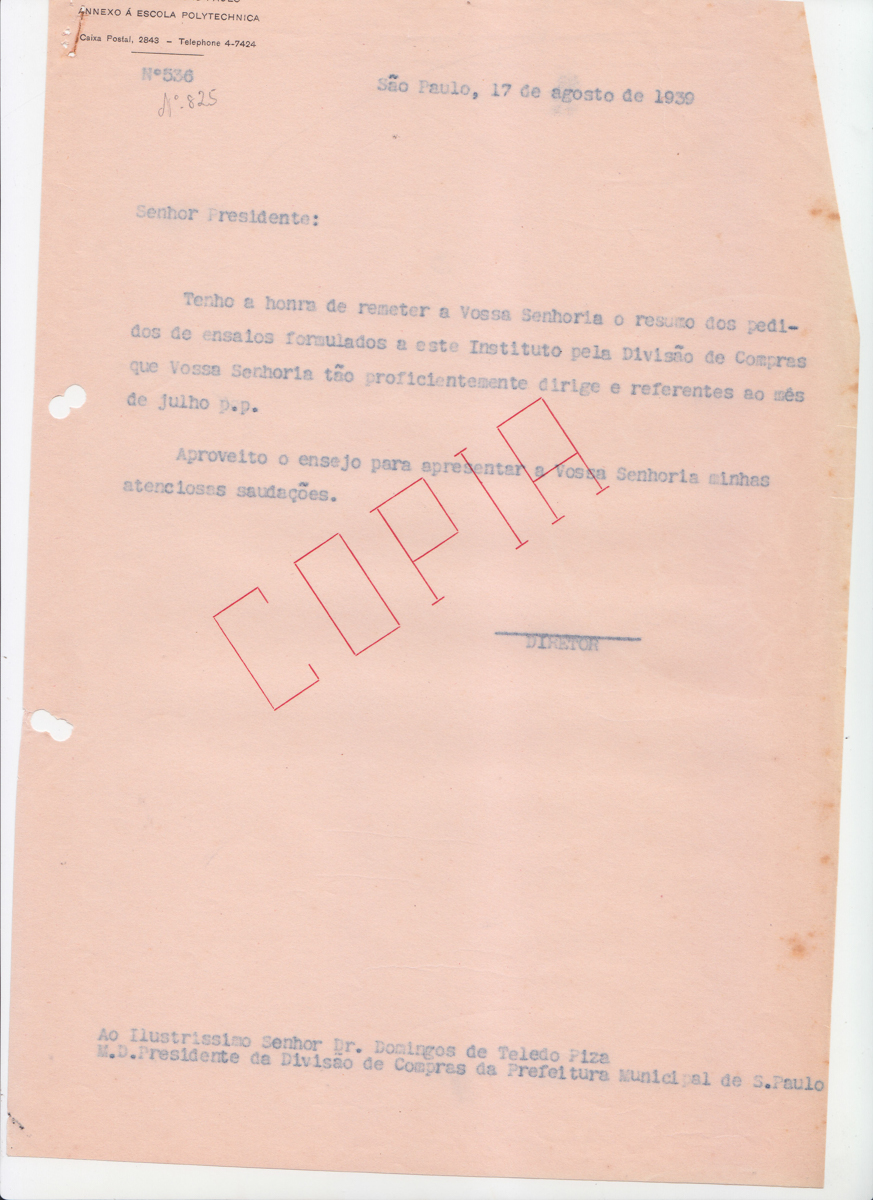 ANNEXO Á ESCOLA POLYTECHNICA
Caixa Postal, 2843 – Telephone 4-7424
Nº536
Nº 825
São Paulo, 17 de agosto de 1939
Senhor Presidente:
Tenho a honra de remeter a Vossa Senhoria o resumo dos pedi-
dos de ensaios formulados a este Instituto pela Divisão de Compras
que Vossa Senhoria tão proficientemente dirige e referentes ao mês
de julho p.p.
Aproveito o ensejo para apresentar a Vossa Senhoria minhas
atenciosas saudações.
COPIA
DIRETOR
Ao Ilustrissimo Senhor Dr. Domingos de Teledo Piza
M.D.Presidente da Divisão de Compras da Prefeitura Municipal de S.Paulo